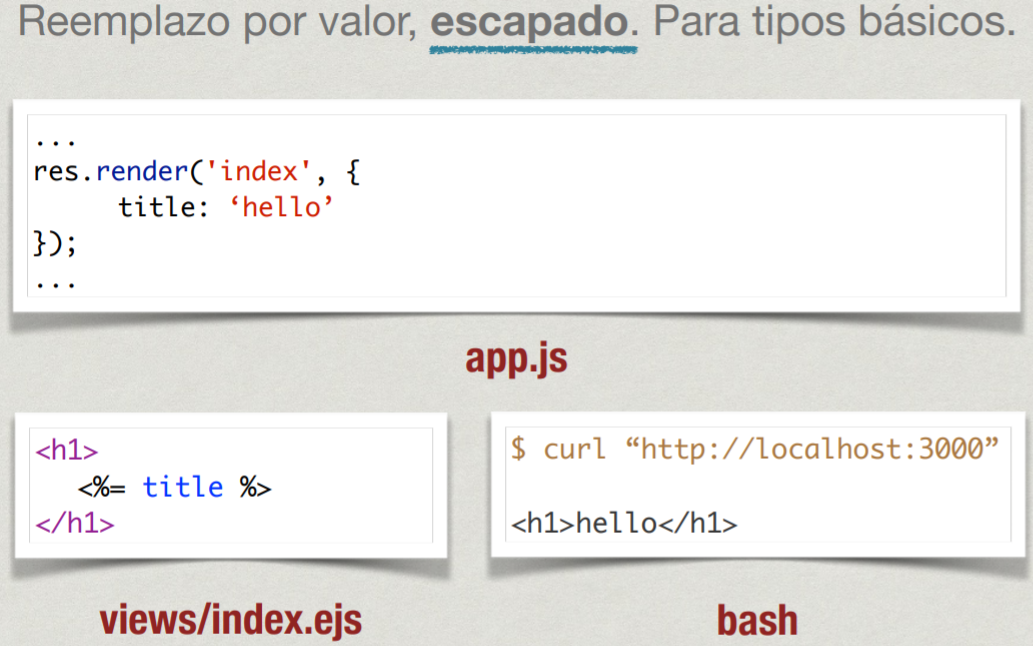 Reemplazo por valor, escapado. Para tipos básicos.
...
res.render('index', {
title: ‘hello’
});
...
app.js
<h1>
<%= title %>
</h1>
views/index.ejs
$ curl “http://localhost:3000”
<h1>hello</h1>
bash